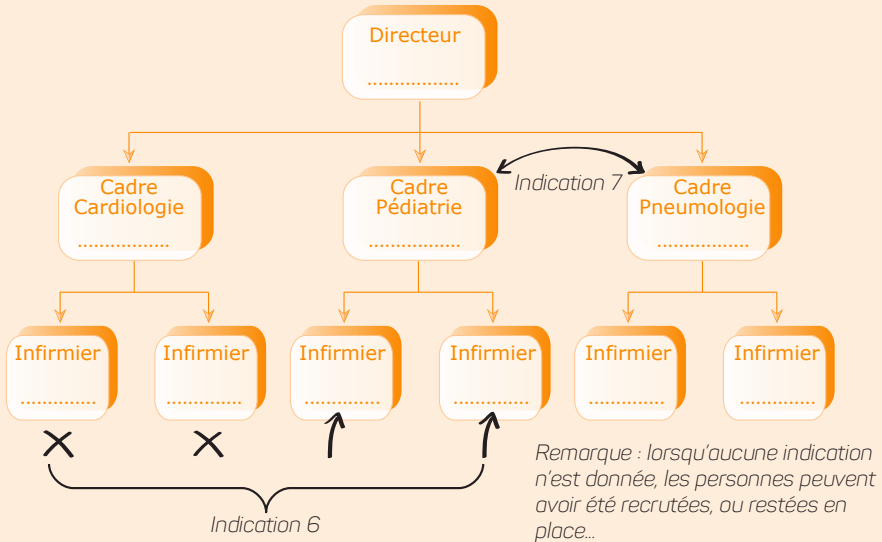 Directeur
.................
Indication 7
Cadre
Cardiologie
.................
Cadre
Pédiatrie
.................
Cadre
Pneumologie
.................
Infirmier
..............
Infirmier
..............
Infirmier
..............
Infirmier
..............
Infirmier
..............
Infirmier
..............
Indication 6
Remarque : lorsqu'aucune indication
n'est donnée, les personnes peuvent
avoir été recrutées, ou restées en
place...